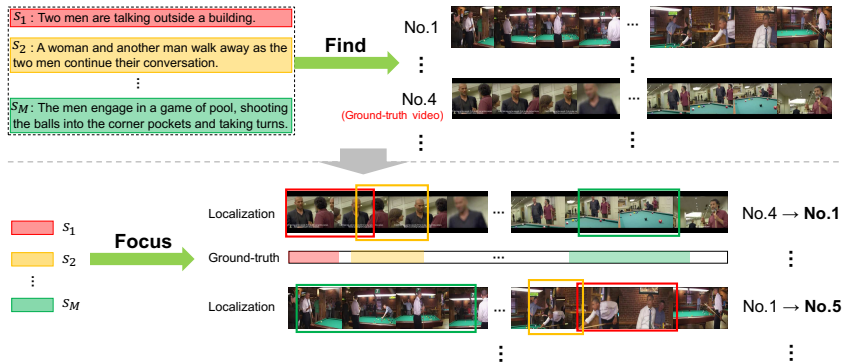 S1 : Two men are talking outside a building.
S2 : A woman and another man walk away as the
two men continue their conversation.
⋮
SM : The men engage in a game of pool, shooting
the balls into the corner pockets and taking turns.
Find
No.1
...
⋮
⋮
No.4
(Ground-truth video)
...
⋮
⋮
S1
S2
⋮
SM
Focus
Localization
...
No.4 → No.1
Ground-truth
...
⋮
Localization
...
No.1 → No.5
⋮
⋮